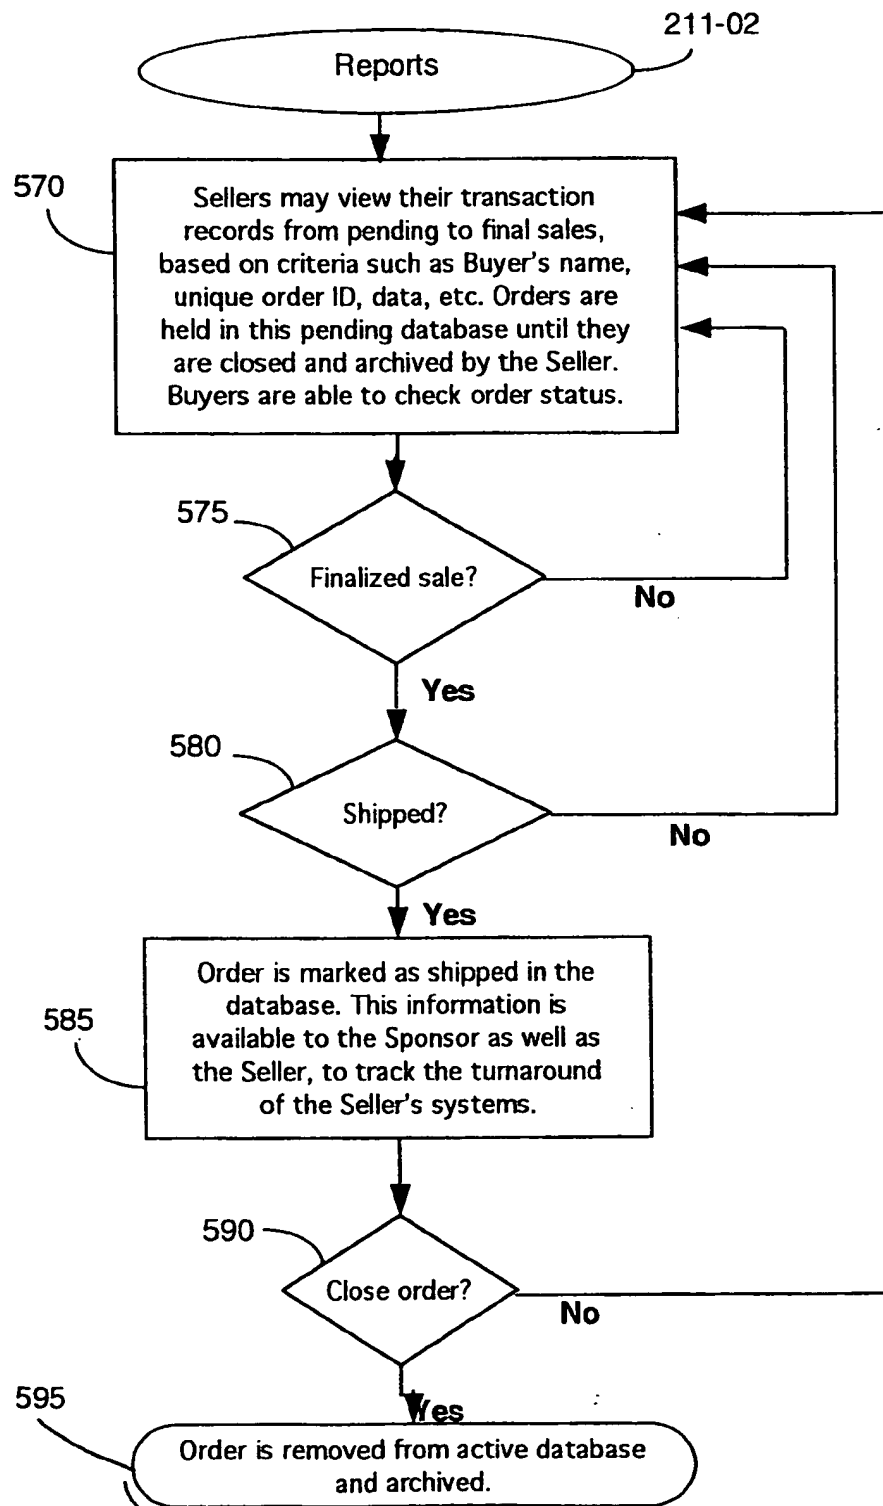 211-02
Reports
570
Sellers may view their transaction
records from pending to final sales,
based on criteria such as Buyer's name,
unique order ID, data, etc. Orders are
held in this pending database until they
are closed and archived by the Seller.
Buyers are able to check order status.
575
Finalized sale?
No
Yes
580
Shipped?
No
Yes
585
Order is marked as shipped in the
database. This information is
available to the Sponsor as well as
the Seller, to track the turnaround
of the Seller's systems.
590
Close order?
No
Yes
595
Order is removed from active database
and archived.